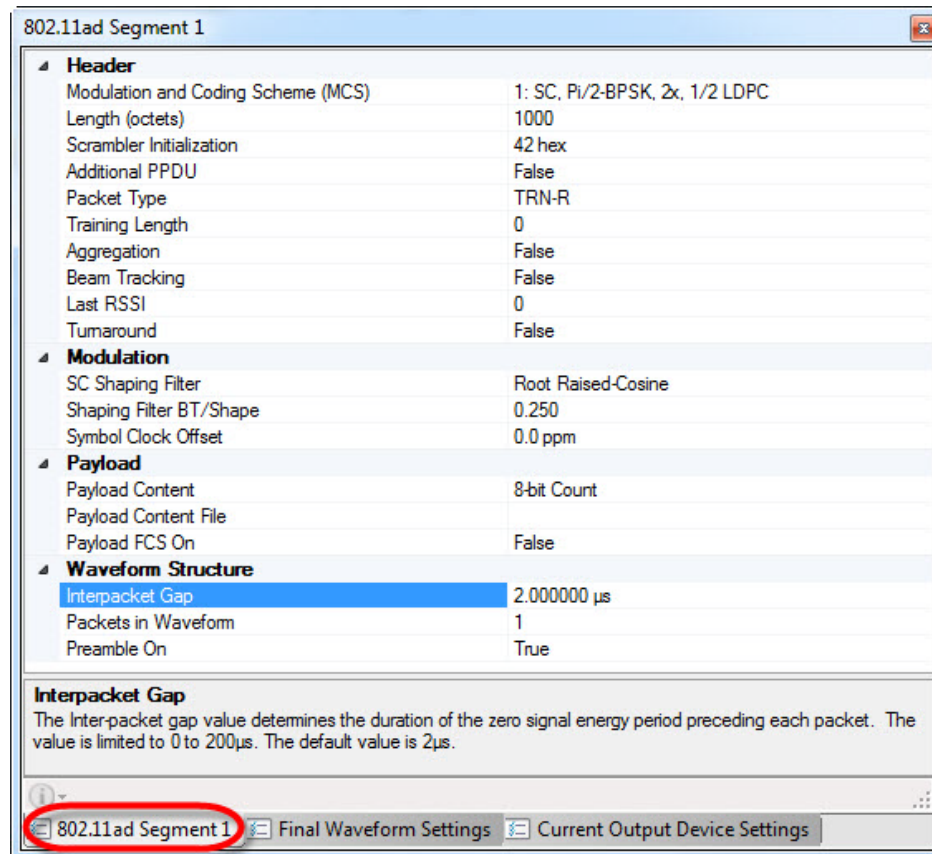 802.11ad Segment 1
Header
Modulation and Coding Scheme (MCS) 1: SC, Pi/2-BPSK, 2x, 1/2 LDPC
Length (octets) 1000
Scrambler Initialization 42 hex
Additional PPDU False
Packet Type TRN-R
Training Length 0
Aggregation False
Beam Tracking False
Last RSSI 0
Turnaround False
Modulation
SC Shaping Filter Root Raised-Cosine
Shaping Filter BT/Shape 0.250
Symbol Clock Offset 0.0 ppm
Payload
Payload Content 8-bit Count
Payload Content File
Payload FCS On False
Waveform Structure
Interpacket Gap 2.000000 µs
Packets in Waveform 1
Preamble On True
Interpacket Gap
The Inter-packet gap value determines the duration of the zero signal energy period preceding each packet. The
value is limited to 0 to 200µs. The default value is 2µs.
802.11ad Segment 1 Final Waveform Settings Current Output Device Settings